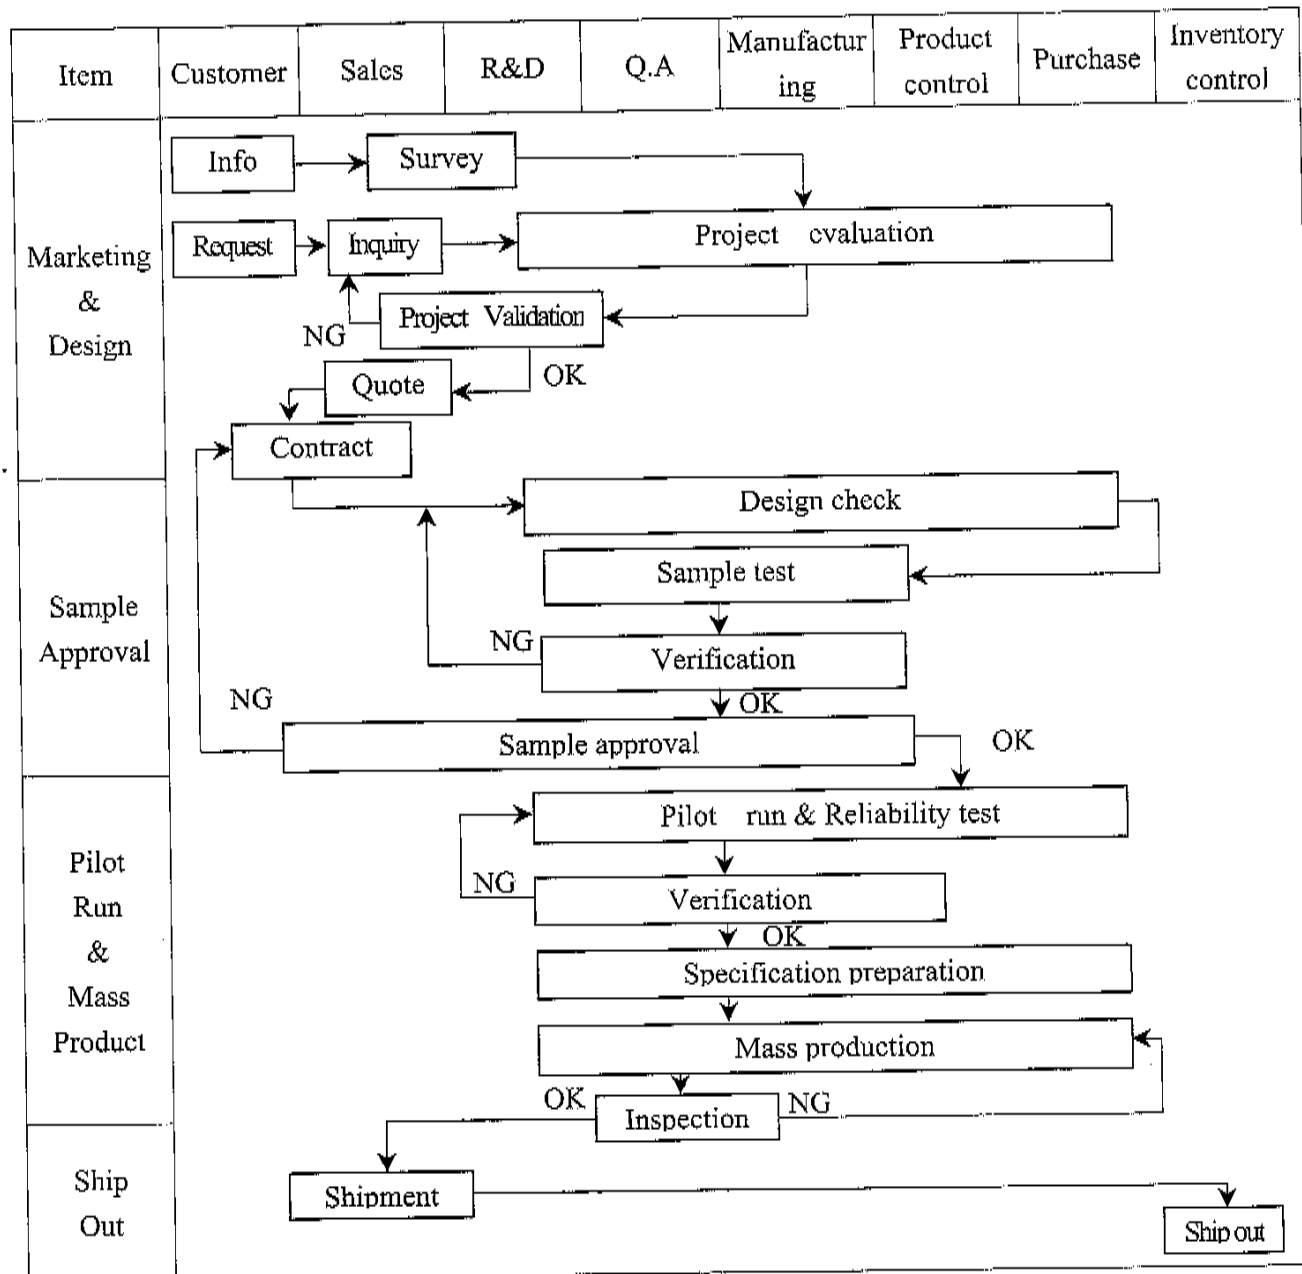 Item
Customer
Sales
R&D
Q.A
Manufactur
ing
Product
control
Purchase
Inventory
control
Marketing
&
Design
Info
Survey
Request
Inquiry
Project evaluation
Project Validation
NG
OK
Quote
Contract
Sample
Approval
Design check
Sample test
NG
Verification
OK
NG
Sample approval
OK
Pilot
Run
&
Mass
Product
Pilot run & Reliability test
NG
Verification
OK
Specification preparation
Mass production
OK
Inspection
NG
Ship
Out
Shipment
Ship out